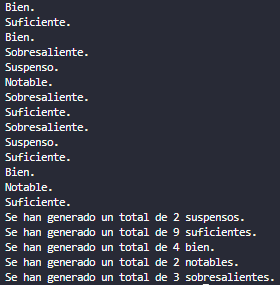 Bien.
Suficiente.
Bien.
Sobresaliente.
Suspenso.
Notable.
Sobresaliente.
Suficiente.
Sobresaliente.
Suspenso.
Suficiente.
Bien.
Notable.
Suficiente.
Se han generado un total de 2 suspensos.
Se han generado un total de 9 suficientes.
Se han generado un total de 4 bien.
Se han generado un total de 2 notables.
Se han generado un total de 3 sobresalientes.